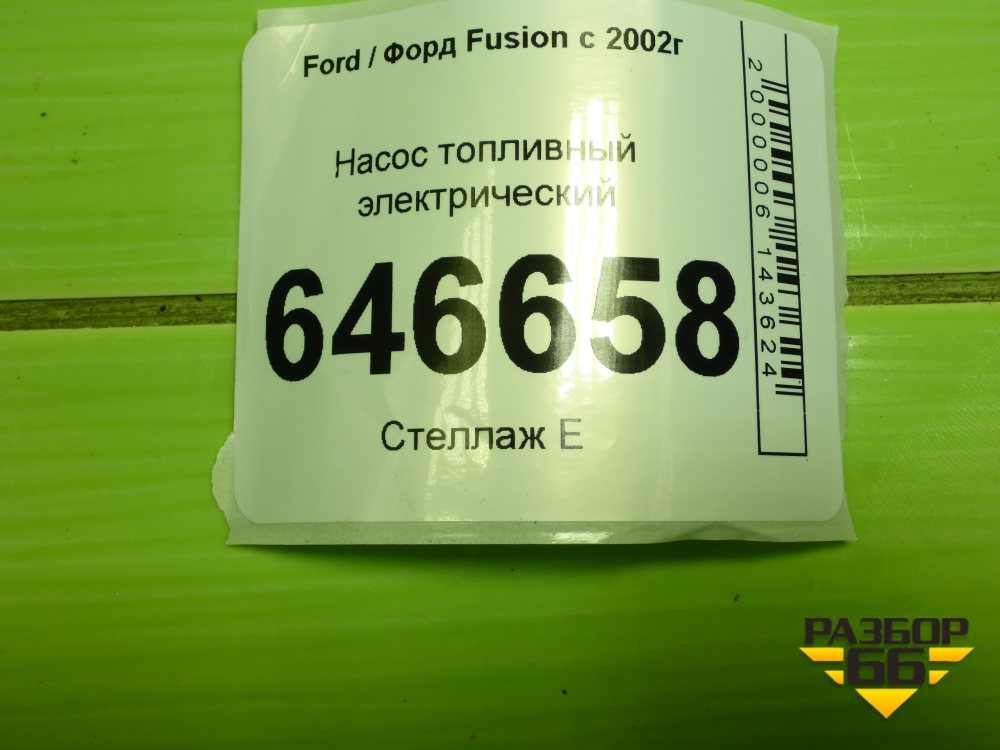 Ford / Форд Fusion с 2002г
Насос топливный
электрический
646658
Стеллаж Е
2000006143624
РАЗБОР
66